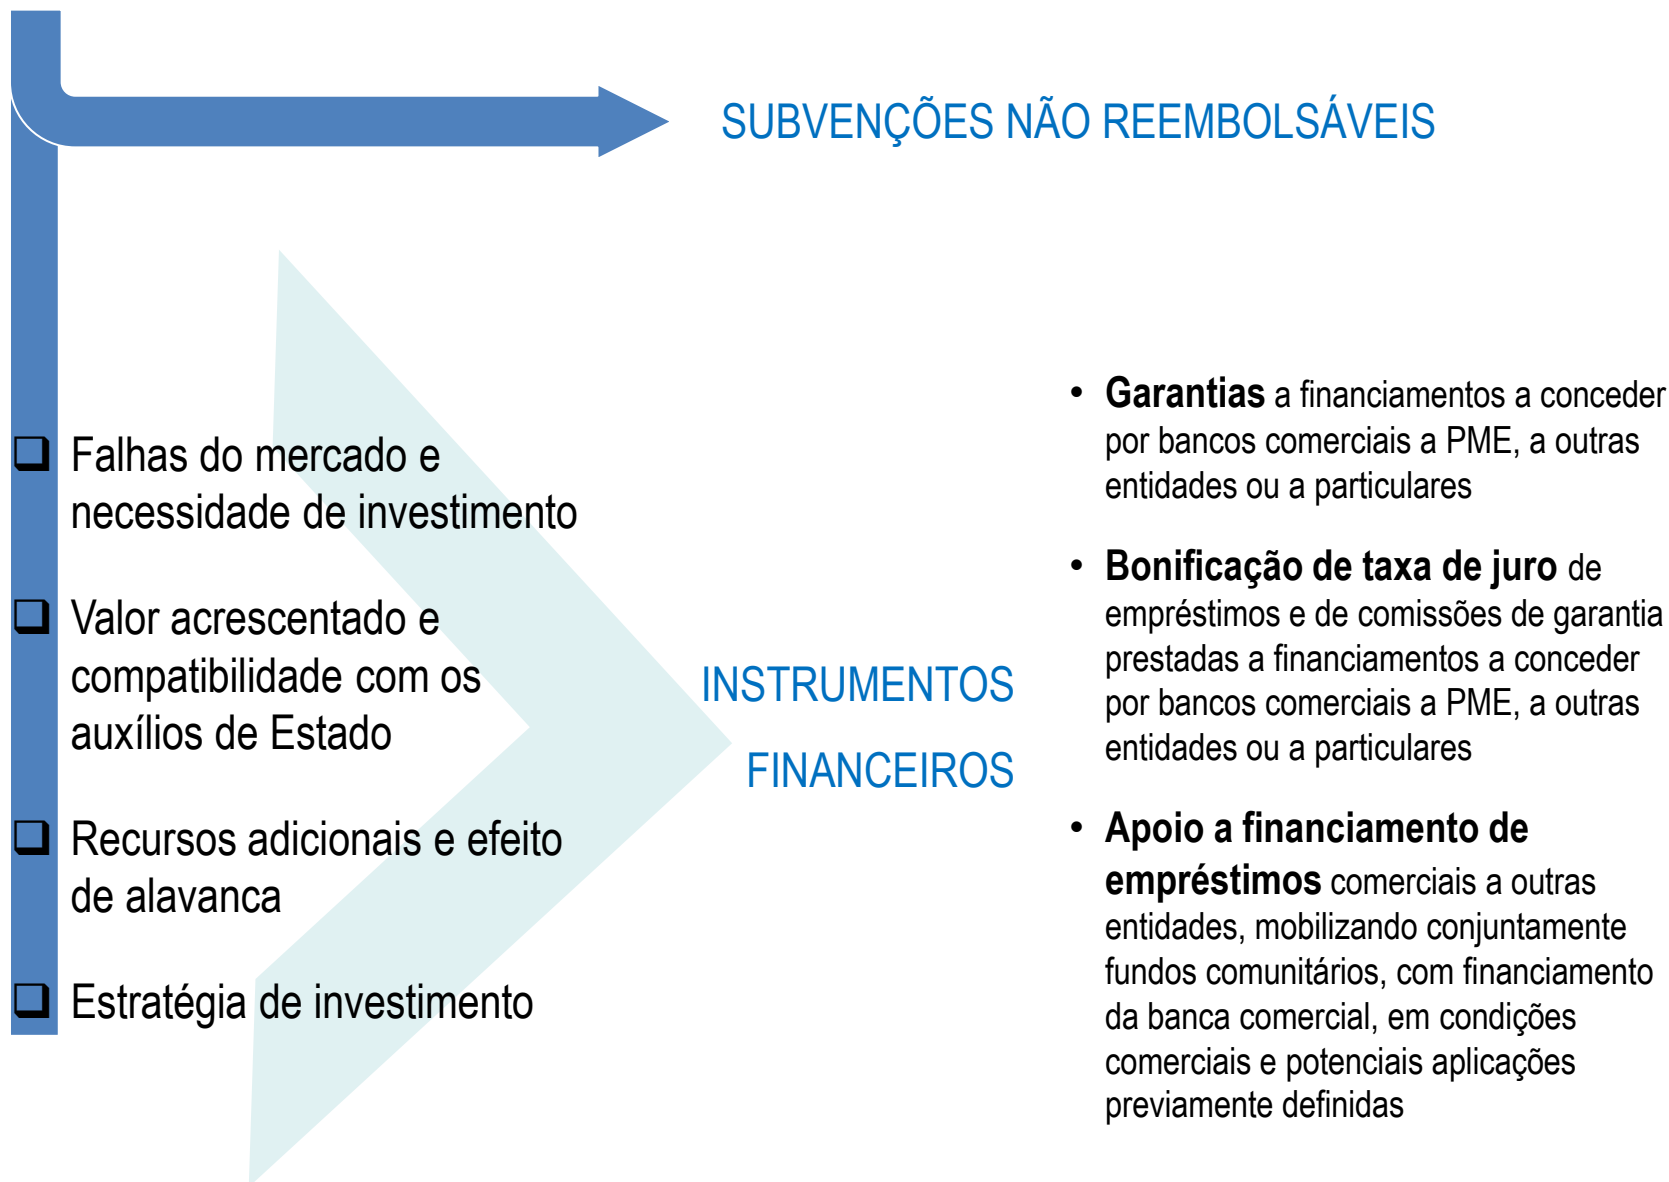 SUBVENÇÕES NÃO REEMBOLSÁVEIS
Falhas do mercado e
necessidade de investimento
Valor acrescentado e
compatibilidade com os
auxílios de Estado
Recursos adicionais e efeito
de alavanca
Estratégia de investimento
INSTRUMENTOS
FINANCEIROS
• Garantias a financiamentos a conceder
por bancos comerciais a PME, a outras
entidades ou a particulares
• Bonificação de taxa de juro de
empréstimos e de comissões de garantia
prestadas a financiamentos a conceder
por bancos comerciais a PME, a outras
entidades ou a particulares
• Apoio a financiamento de
empréstimos comerciais a outras
entidades, mobilizando conjuntamente
fundos comunitários, com financiamento
da banca comercial, em condições
comerciais e potenciais aplicações
previamente definidas